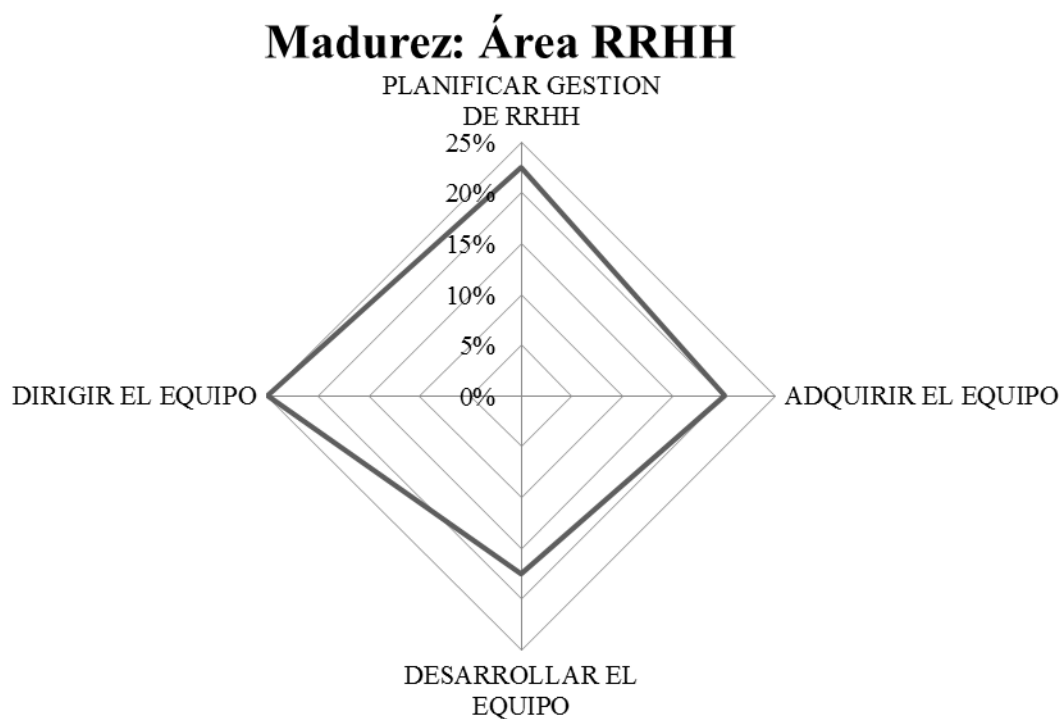 Madurez: Área RRHH
PLANIFICAR GESTION
DE RRHH
25%
20%
15%
10%
5%
DIRIGIR EL EQUIPO
0%
ADQUIRIR EL EQUIPO
DESARROLLAR EL
EQUIPO